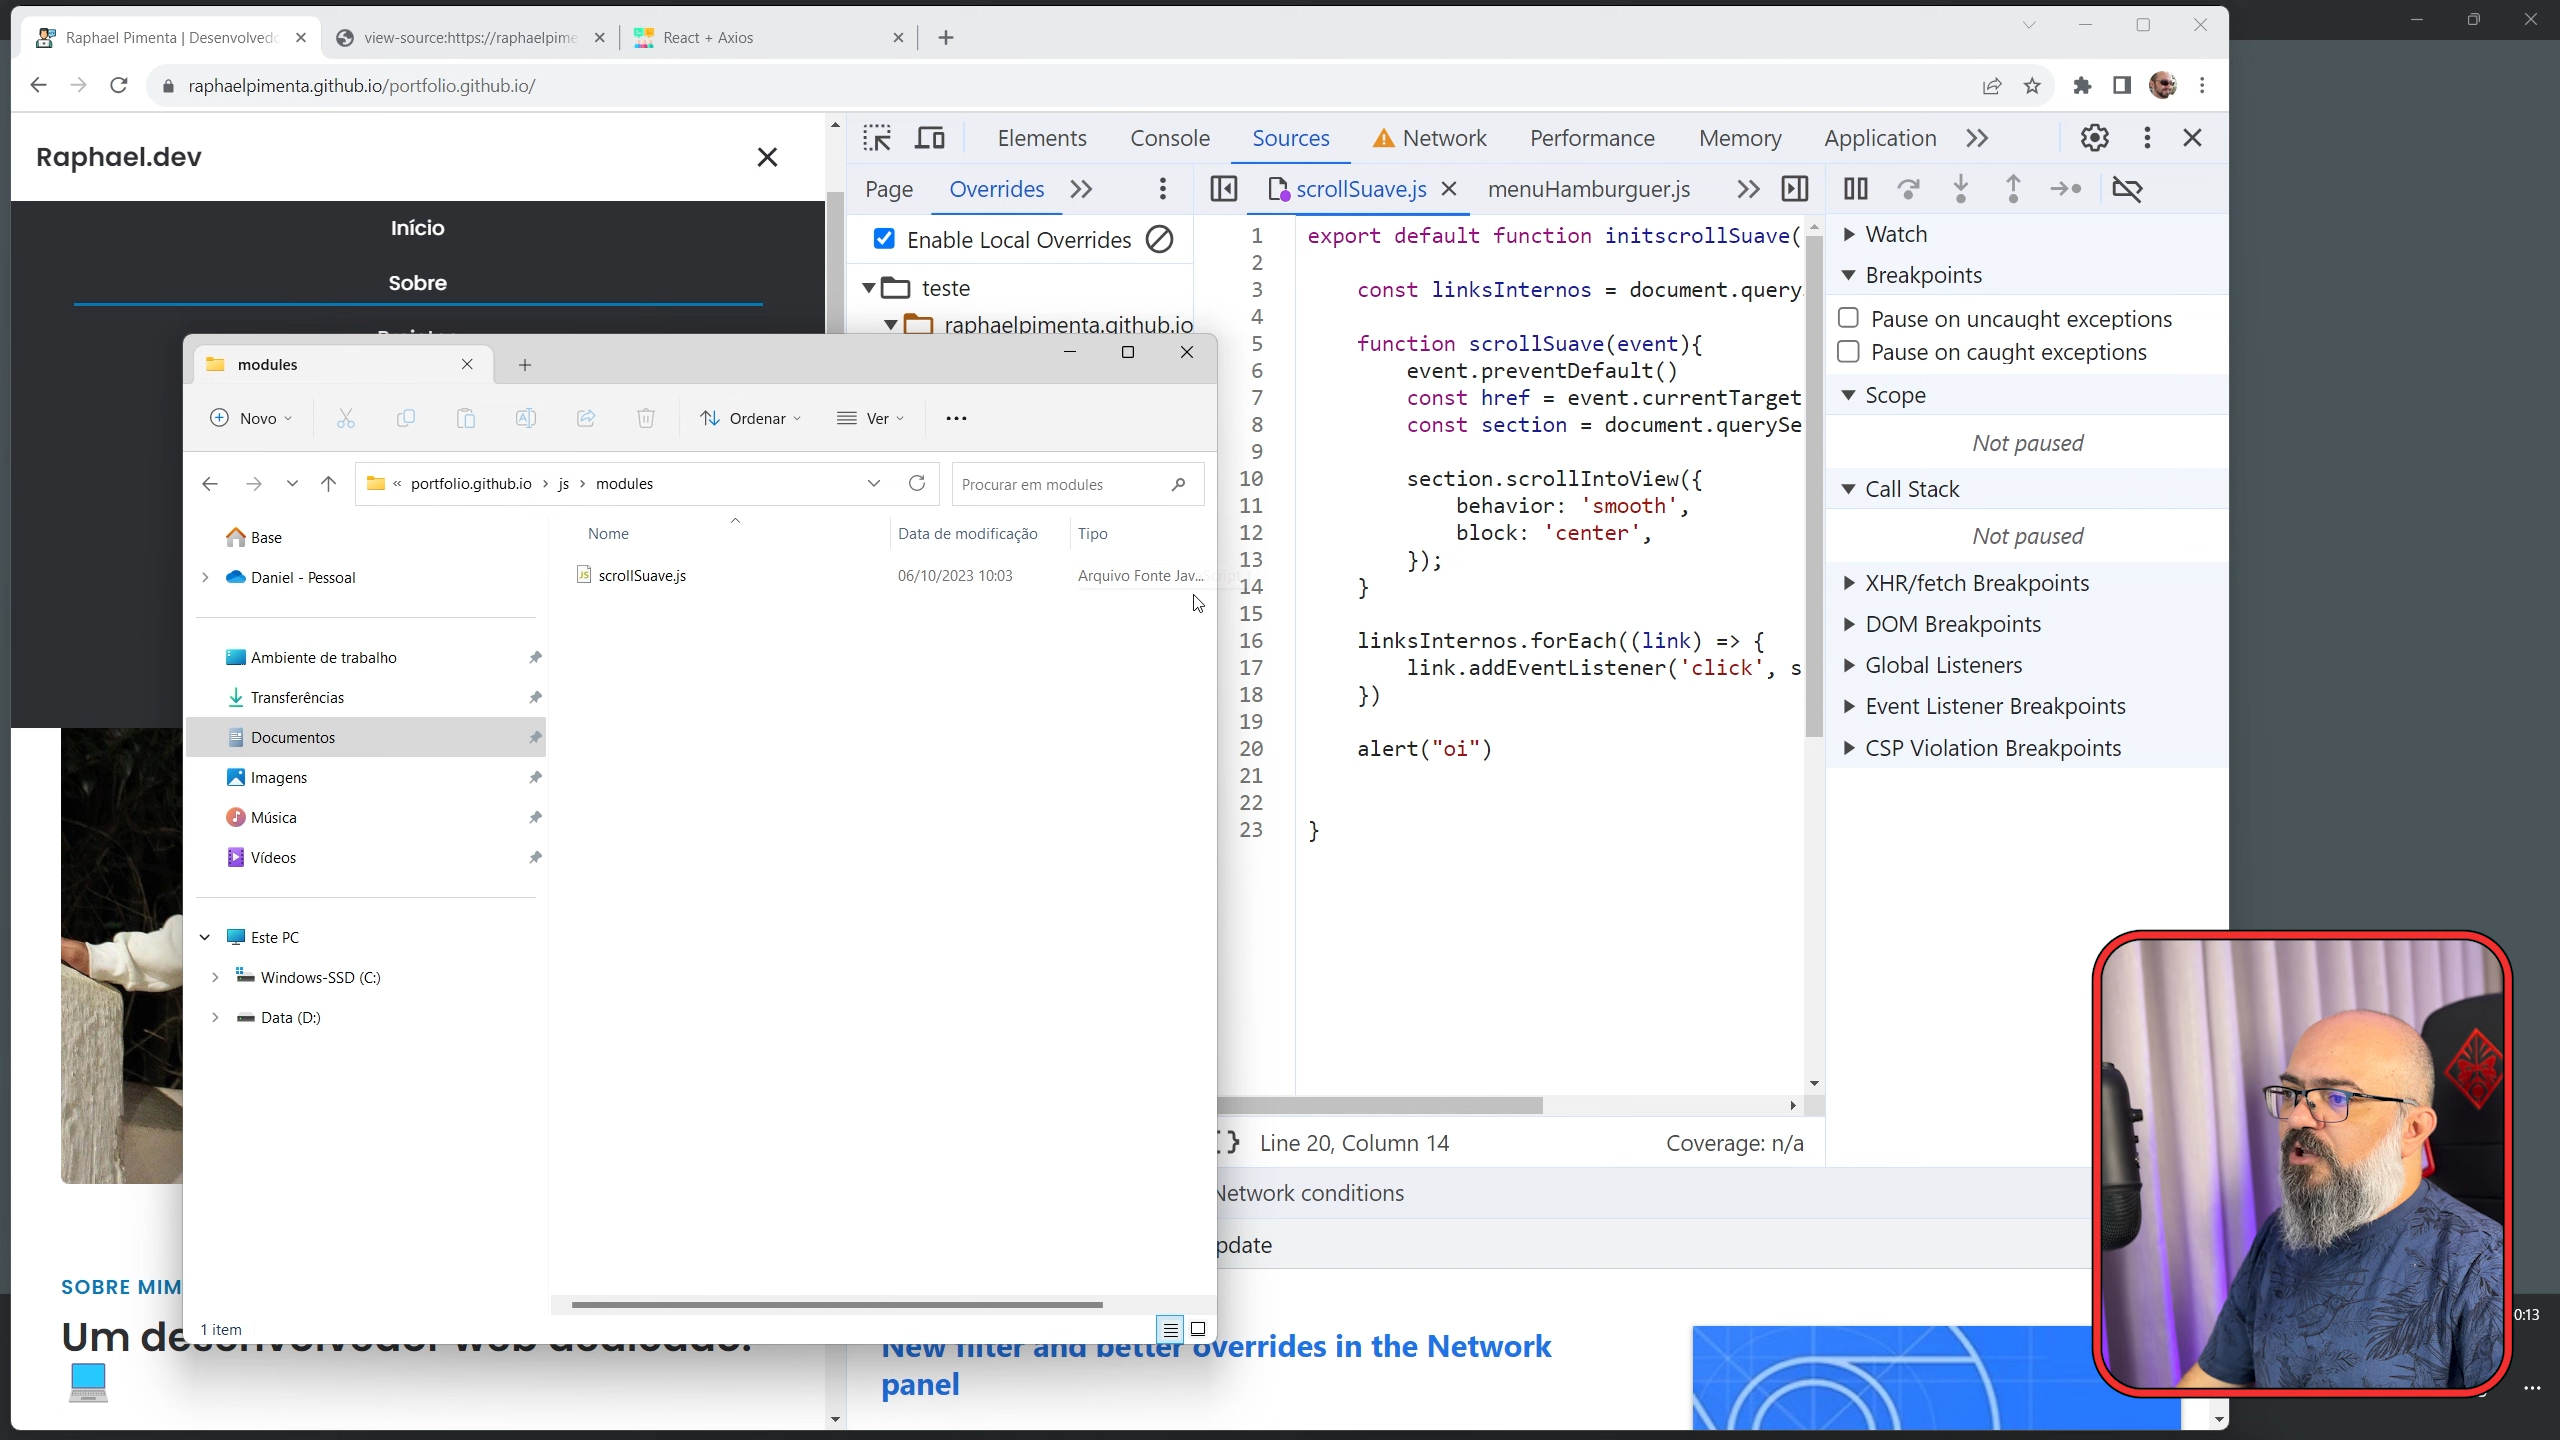 Raphael Pimenta | Desenvolved
view-source:https://raphaelpime
React + Axios
raphaelpimenta.github.io/portfolio.github.io/
Raphael.dev
Início
Sobre
Elements
Console
Sources
Network
Performance
Memory
Application
Page
Overrides
scrollSuave.js
menuHamburguer.js
Enable Local Overrides
teste
raphaelpimenta.github.io
modules
Novo
Ordenar
Ver
« portfolio.github.io › js › modules
Procurar em modules
Nome
Data de modificação
Tipo
scrollSuave.js
06/10/2023 10:03
Arquivo Fonte Jav...
Base
Daniel - Pessoal
Ambiente de trabalho
Transferências
Documentos
Imagens
Música
Vídeos
Este PC
Windows-SSD (C:)
Data (D:)
1 item
1 export default function initscrollSuave(
2
3 const linksInternos = document.query
4
5 function scrollSuave(event){
6 event.preventDefault()
7 const href = event.currentTarget
8 const section = document.querySe
9
10 section.scrollIntoView({
11 behavior: 'smooth',
12 block: 'center',
13 });
14 }
15
16 linksInternos.forEach((link) => {
17 link.addEventListener('click', s
18 })
19
20 alert("oi")
21
22
23 }
Line 20, Column 14
Coverage: n/a
Watch
Breakpoints
Pause on uncaught exceptions
Pause on caught exceptions
Scope
Not paused
Call Stack
Not paused
XHR/fetch Breakpoints
DOM Breakpoints
Global Listeners
Event Listener Breakpoints
CSP Violation Breakpoints
Network conditions
pdate
New filter and better overrides in the Network
panel
SOBRE MIM
Um desenvolvedor web dedicado.
0:13